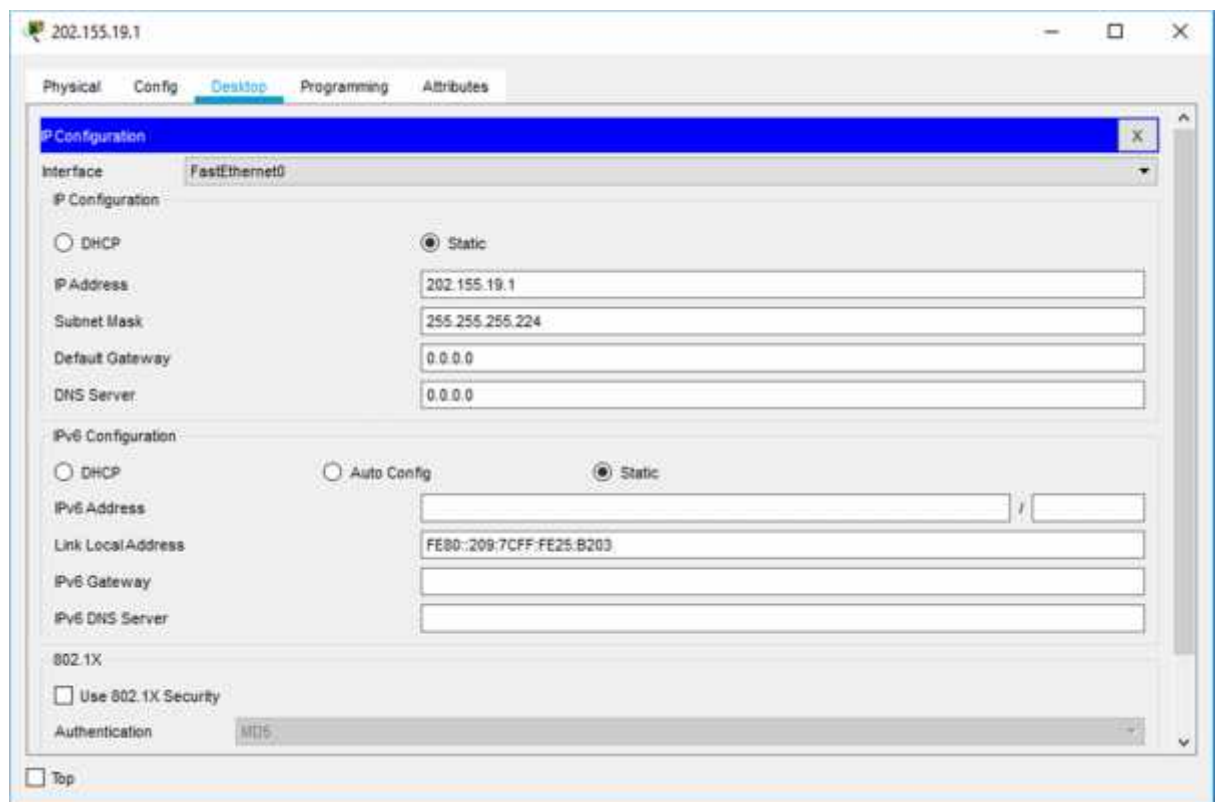 202.155.19.1
Physical Config Desktop Programming Attributes
IP Configuration X
Interface FastEthernet0
IP Configuration
DHCP Static
IP Address 202.155.19.1
Subnet Mask 255.255.255.224
Default Gateway 0.0.0.0
DNS Server 0.0.0.0
IPv6 Configuration
DHCP Auto Config Static
IPv6 Address /
Link Local Address FE80::209:7CFF:FE25:B203
IPv6 Gateway
IPv6 DNS Server
802.1X
Use 802.1X Security
Authentication MD5
Top